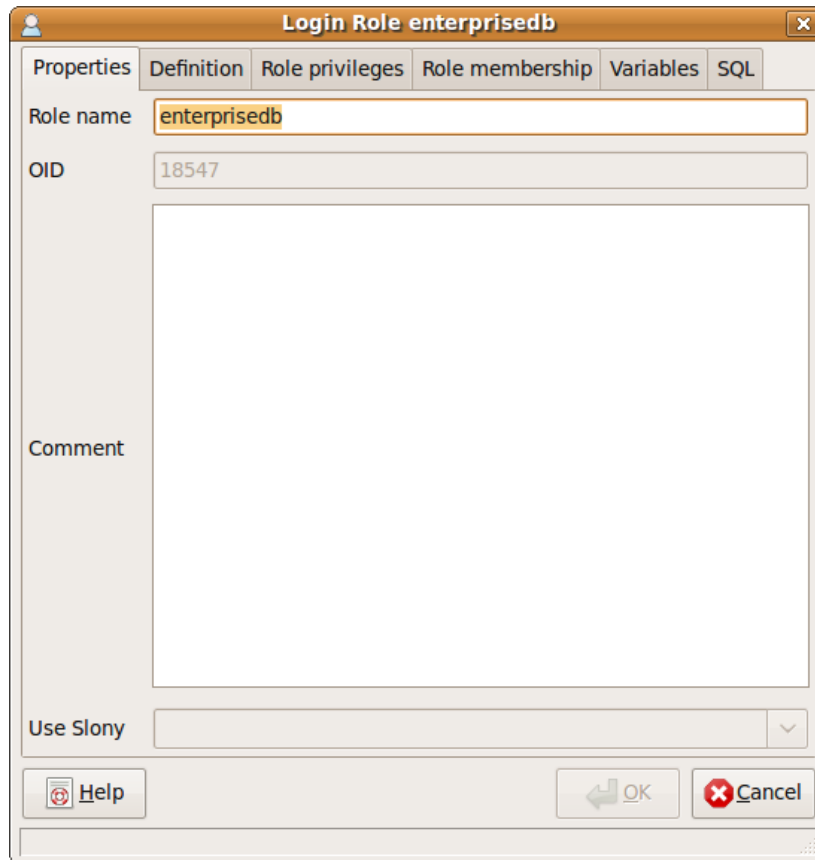 Login Role enterprisedb
Properties Definition Role privileges Role membership Variables SQL
Role name enterprisedb
OID 18547
Comment
Use Slony
Help OK Cancel